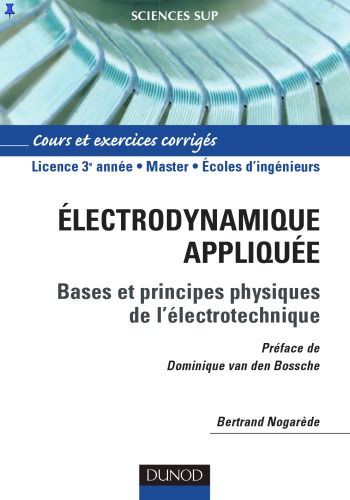 SCIENCES SUP
Cours et exercices corrigés
Licence 3e année • Master • Écoles d'ingénieurs
ÉLECTRODYNAMIQUE
APPLIQUÉE
Bases et principes physiques
de l'électrotechnique
Préface de
Dominique van den Bossche
Bertrand Nogarède
DUNOD